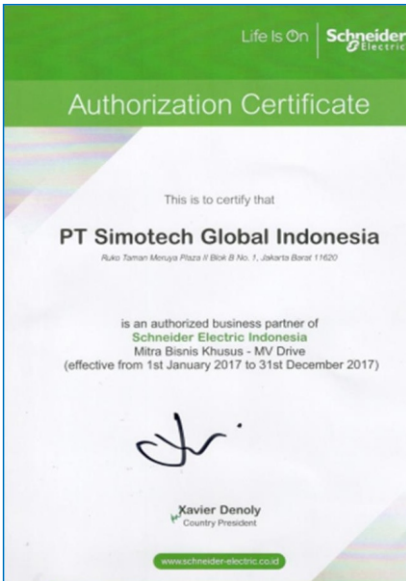 Life Is On
Schneider
Electric
Authorization Certificate
This is to certify that
PT Simotech Global Indonesia
Ruko Taman Meruya Plaza II Blok B No. 1, Jakarta Barat 11620
is an authorized business partner of
Schneider Electric Indonesia
Mitra Bisnis Khusus - MV Drive
(effective from 1st January 2017 to 31st December 2017)
Xavier Denoly
Country President
www.schneider-electric.co.id